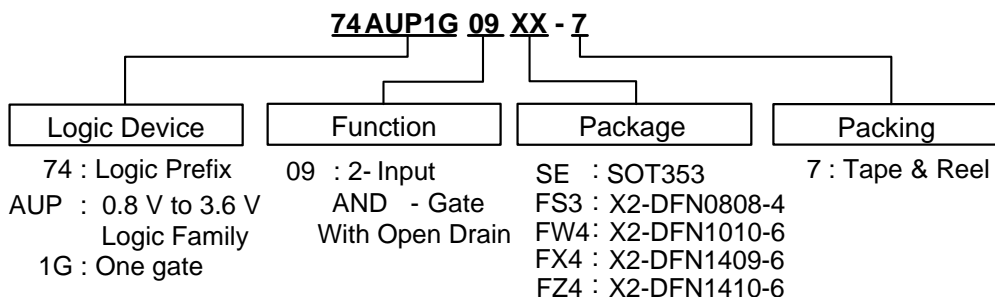 74AUP1G 09 XX - 7
Logic Device
74 : Logic Prefix
AUP : 0.8 V to 3.6 V
Logic Family
1G : One gate
Function
09 : 2- Input
AND - Gate
With Open Drain
Package
SE : SOT353
FS3 : X2-DFN0808-4
FW4 : X2-DFN1010-6
FX4 : X2-DFN1409-6
FZ4 : X2-DFN1410-6
Packing
7 : Tape & Reel